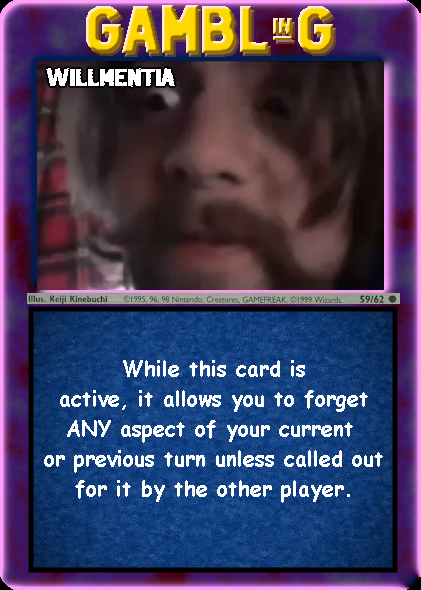 GAMBLING
WILLMENTIA
Illus. Keiji Kinebuchi ©1995, 96, 98 Nintendo, Creatures, GAMEFREAK. ©1999 Wizards. 59/62 ●
While this card is
active, it allows you to forget
ANY aspect of your current
or previous turn unless called out
for it by the other player.